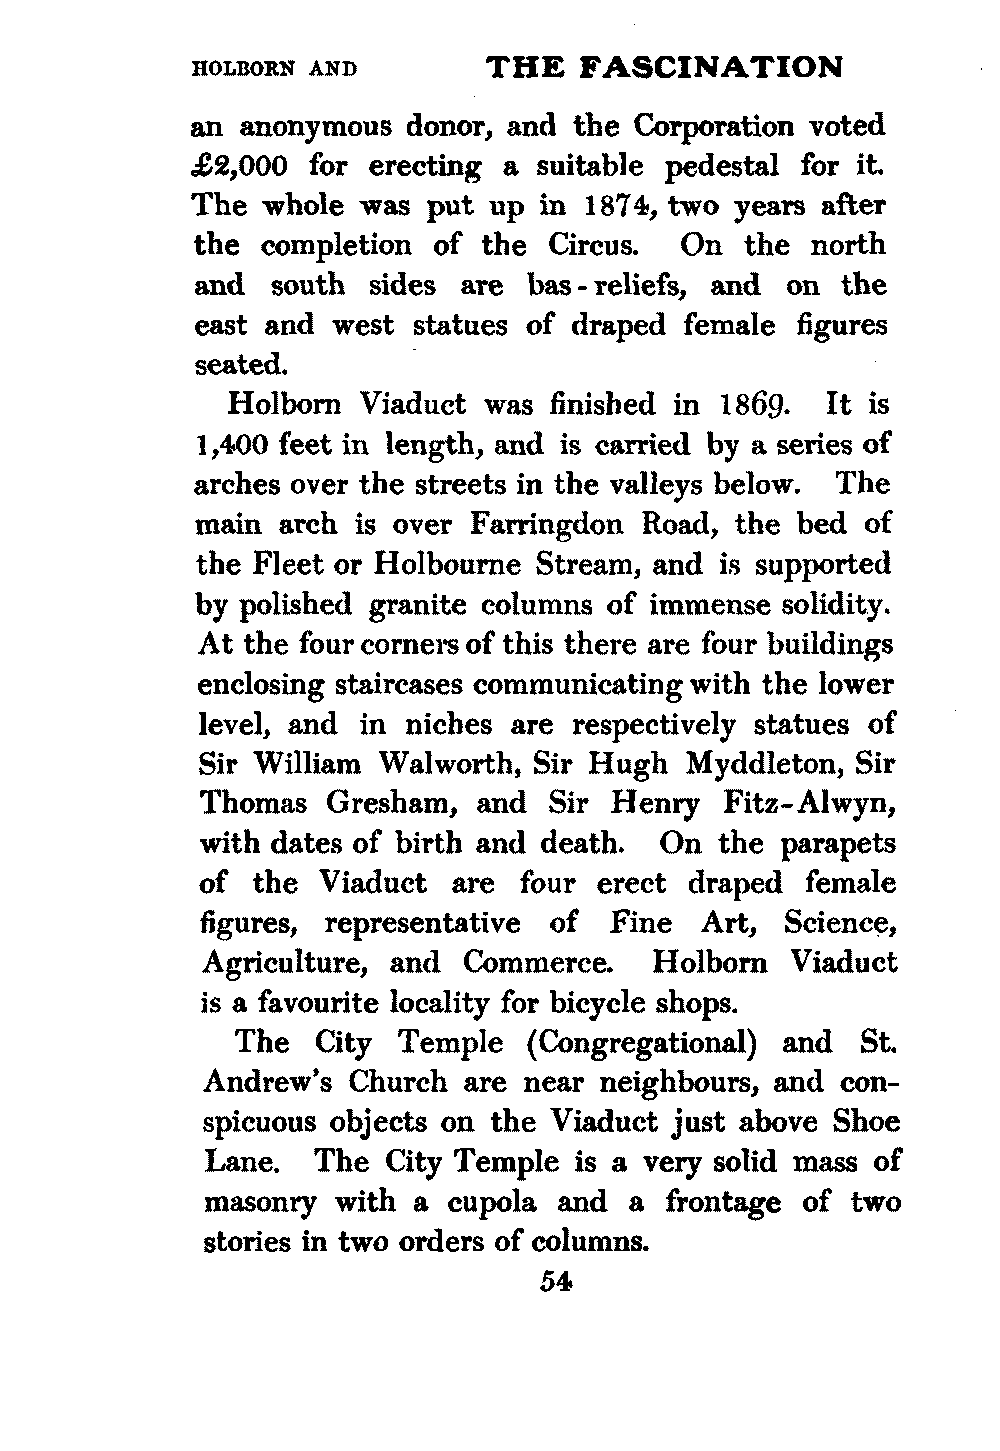 HOLBORN AND THE FASCINATION
an anonymous donor, and the Corporation voted
£2,000 for erecting a suitable pedestal for it.
The whole was put up in 1874, two years after
the completion of the Circus. On the north
and south sides are bas-reliefs, and on the
east and west statues of draped female figures
seated.
Holborn Viaduct was finished in 1869. It is
1,400 feet in length, and is carried by a series of
arches over the streets in the valleys below. The
main arch is over Farringdon Road, the bed of
the Fleet or Holbourne Stream, and is supported
by polished granite columns of immense solidity.
At the four corners of this there are four buildings
enclosing staircases communicating with the lower
level, and in niches are respectively statues of
Sir William Walworth, Sir Hugh Myddleton, Sir
Thomas Gresham, and Sir Henry Fitz-Alwyn,
with dates of birth and death. On the parapets
of the Viaduct are four erect draped female
figures, representative of Fine Art, Science,
Agriculture, and Commerce. Holborn Viaduct
is a favourite locality for bicycle shops.
The City Temple (Congregational) and St.
Andrew's Church are near neighbours, and con-
spicuous objects on the Viaduct just above Shoe
Lane. The City Temple is a very solid mass of
masonry with a cupola and a frontage of two
stories in two orders of columns.
54